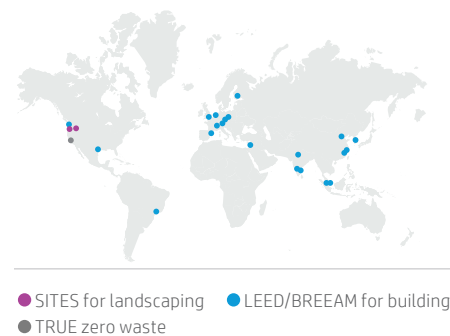 SITES for landscaping LEED/BREEAM for building
TRUE zero waste